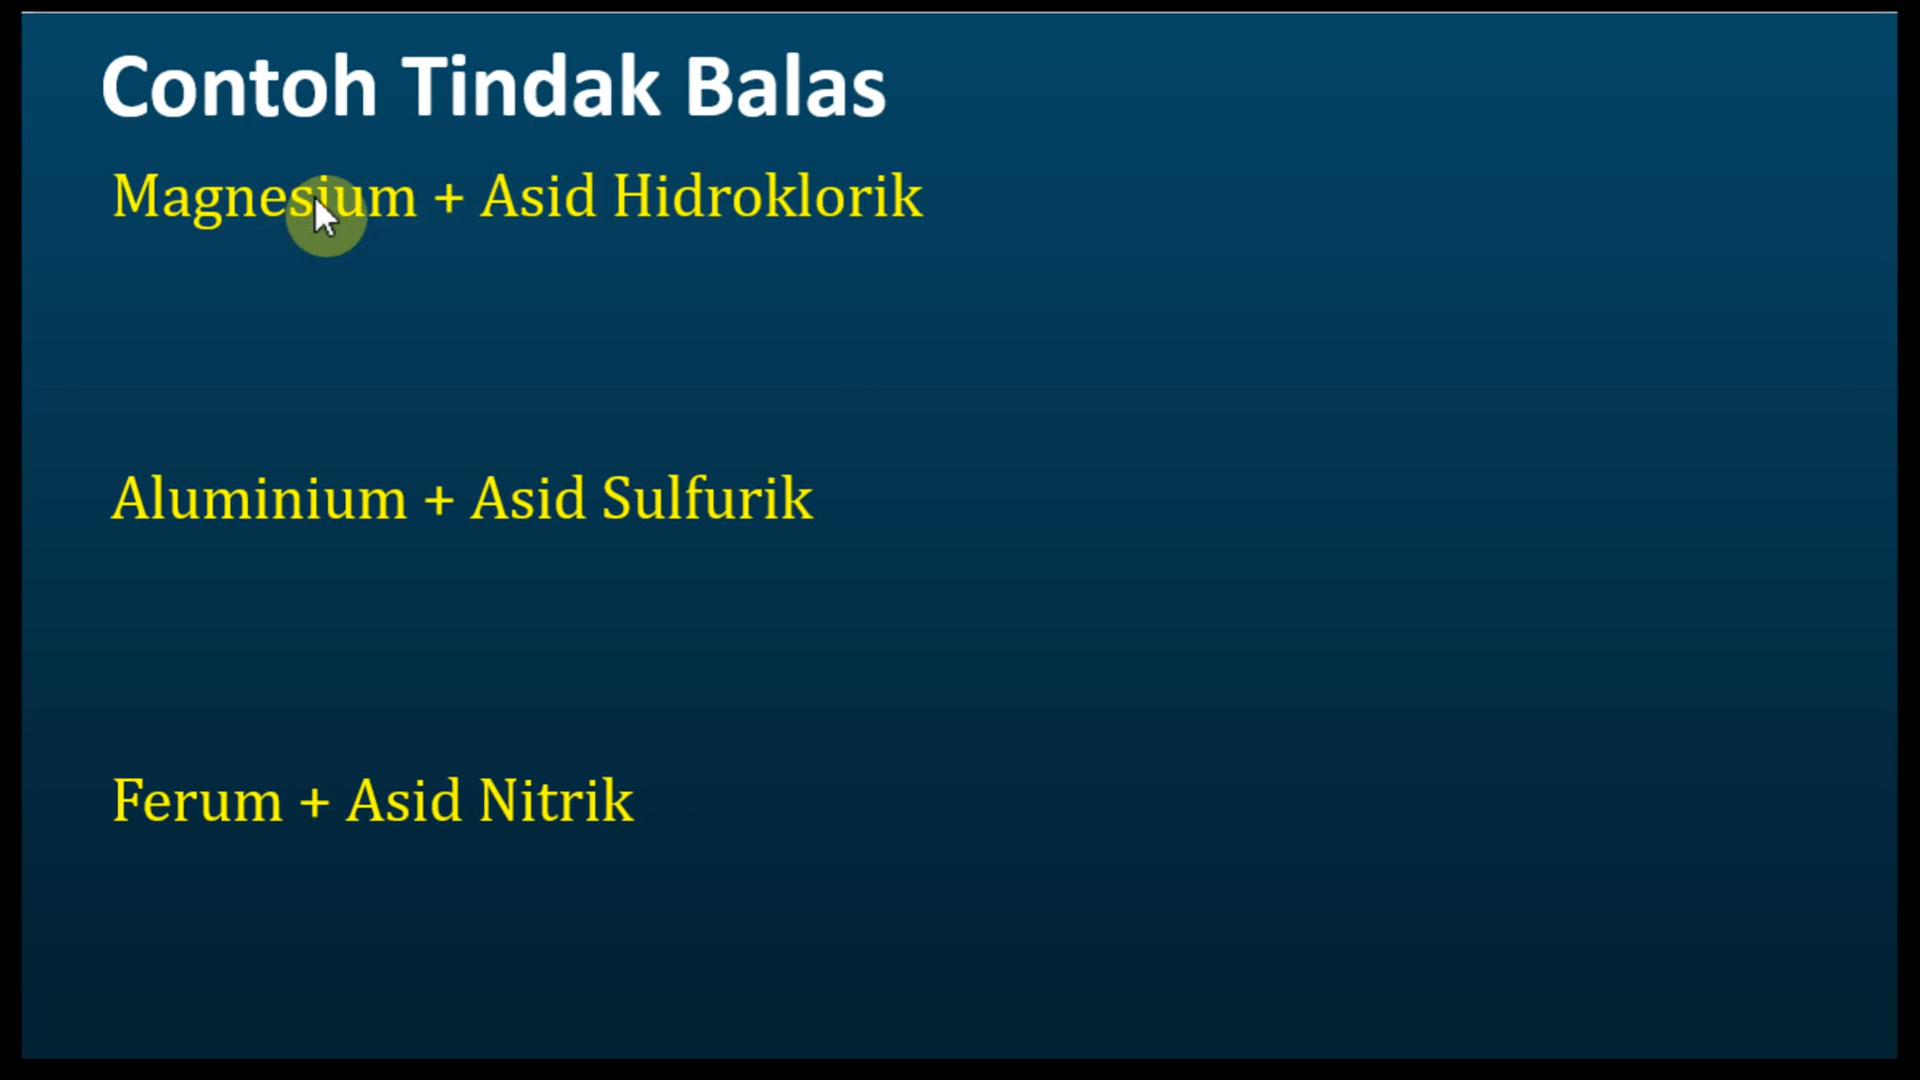 Contoh Tindak Balas
Magnesium + Asid Hidroklorik
Aluminium + Asid Sulfurik
Ferum + Asid Nitrik